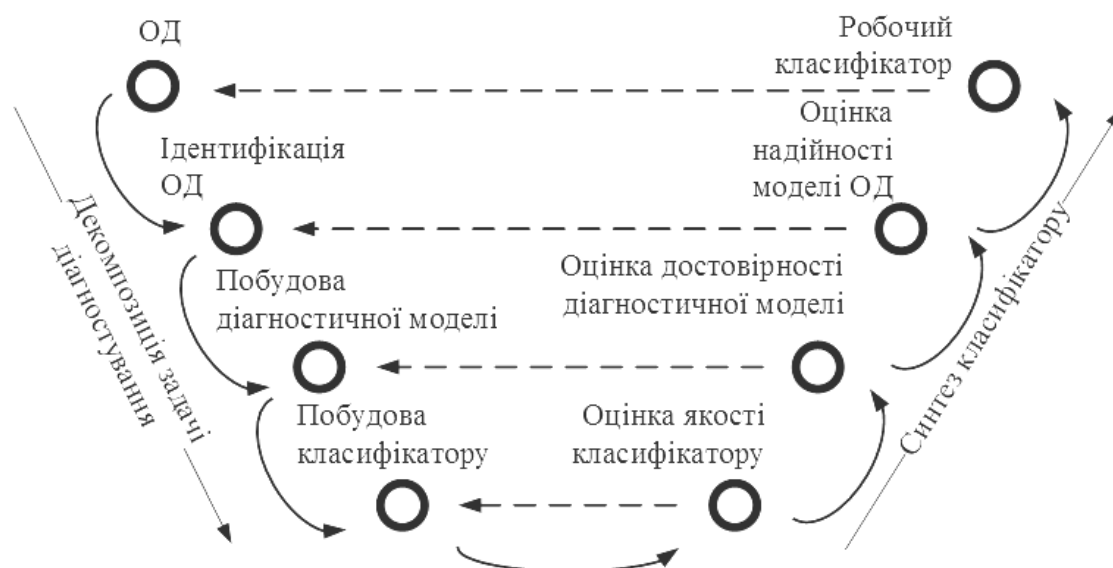 ОД
Робочий
класифікатор
Ідентифікація
ОД
Оцінка
надійності
моделі ОД
Декомпозиція задачі
діагностування
Побудова
діагностичної моделі
Оцінка достовірності
діагностичної моделі
Синтез класифікатору
Побудова
класифікатору
Оцінка якості
класифікатору